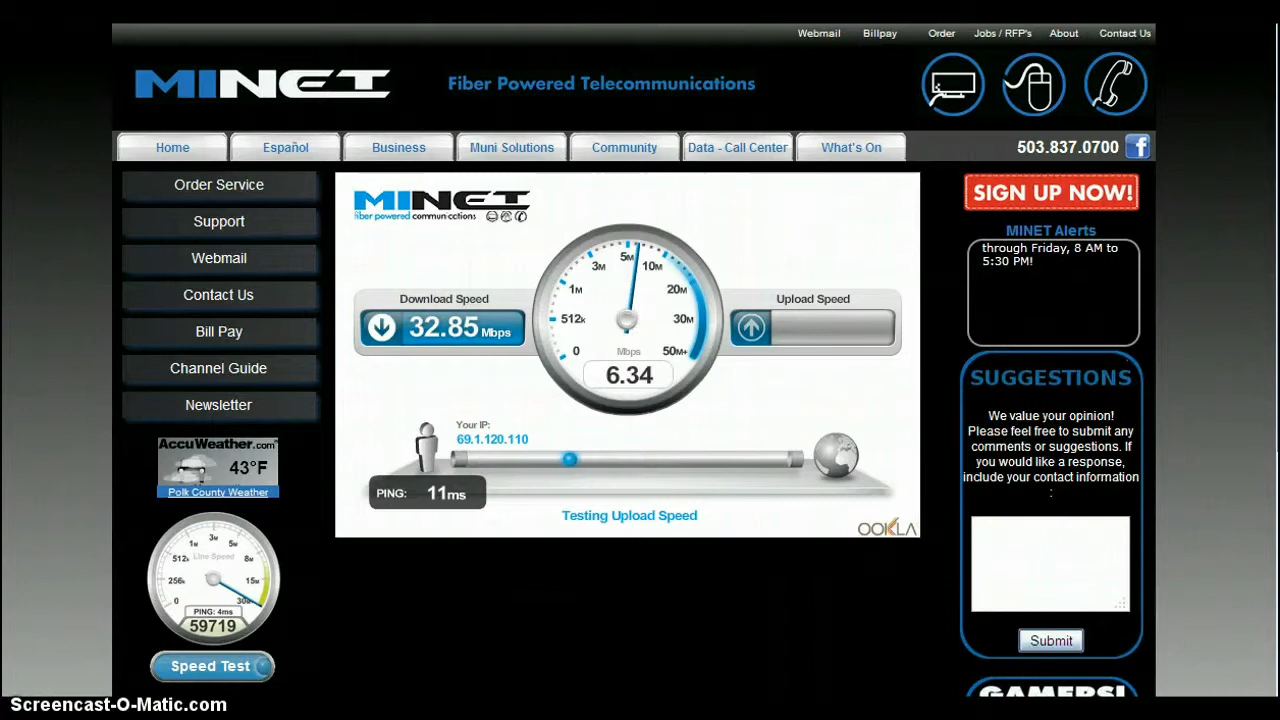 Webmail Billpay Order Jobs / RFP's About Contact Us
MINET Fiber Powered Telecommunications
Home Español Business Muni Solutions Community Data - Call Center What's On 503.837.0700 f
Order Service
Support
Webmail
Contact Us
Bill Pay
Channel Guide
Newsletter
AccuWeather.com
43°F
Polk County Weather
Line Speed
0 256k 512k 1M 3M 5M 8M 15M 30M
PING: 4ms
59719
Speed Test
MINET
fiber powered communications
Download Speed
32.85 Mbps
0 512k 1M 3M 5M 10M 20M 30M 50M+
Mbps
6.34
Upload Speed
Your IP:
69.1.120.110
PING: 11ms
Testing Upload Speed
OOKLA
SIGN UP NOW!
MINET Alerts
through Friday, 8 AM to
5:30 PM!
SUGGESTIONS
We value your opinion!
Please feel free to submit any
comments or suggestions. If
you would like a response,
include your contact information
:
Submit
GAMERS!
Screencast-O-Matic.com